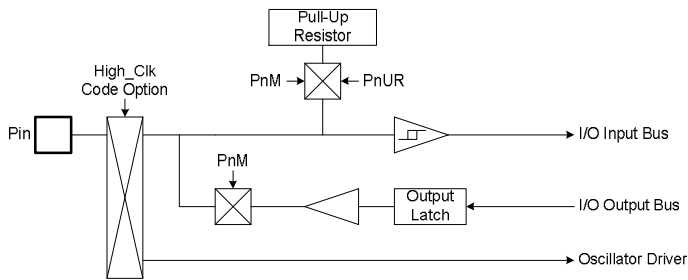 Pull-Up
Resistor
High_Clk
Code Option
PnM
PnUR
Pin
I/O Input Bus
PnM
Output
Latch
I/O Output Bus
Oscillator Driver